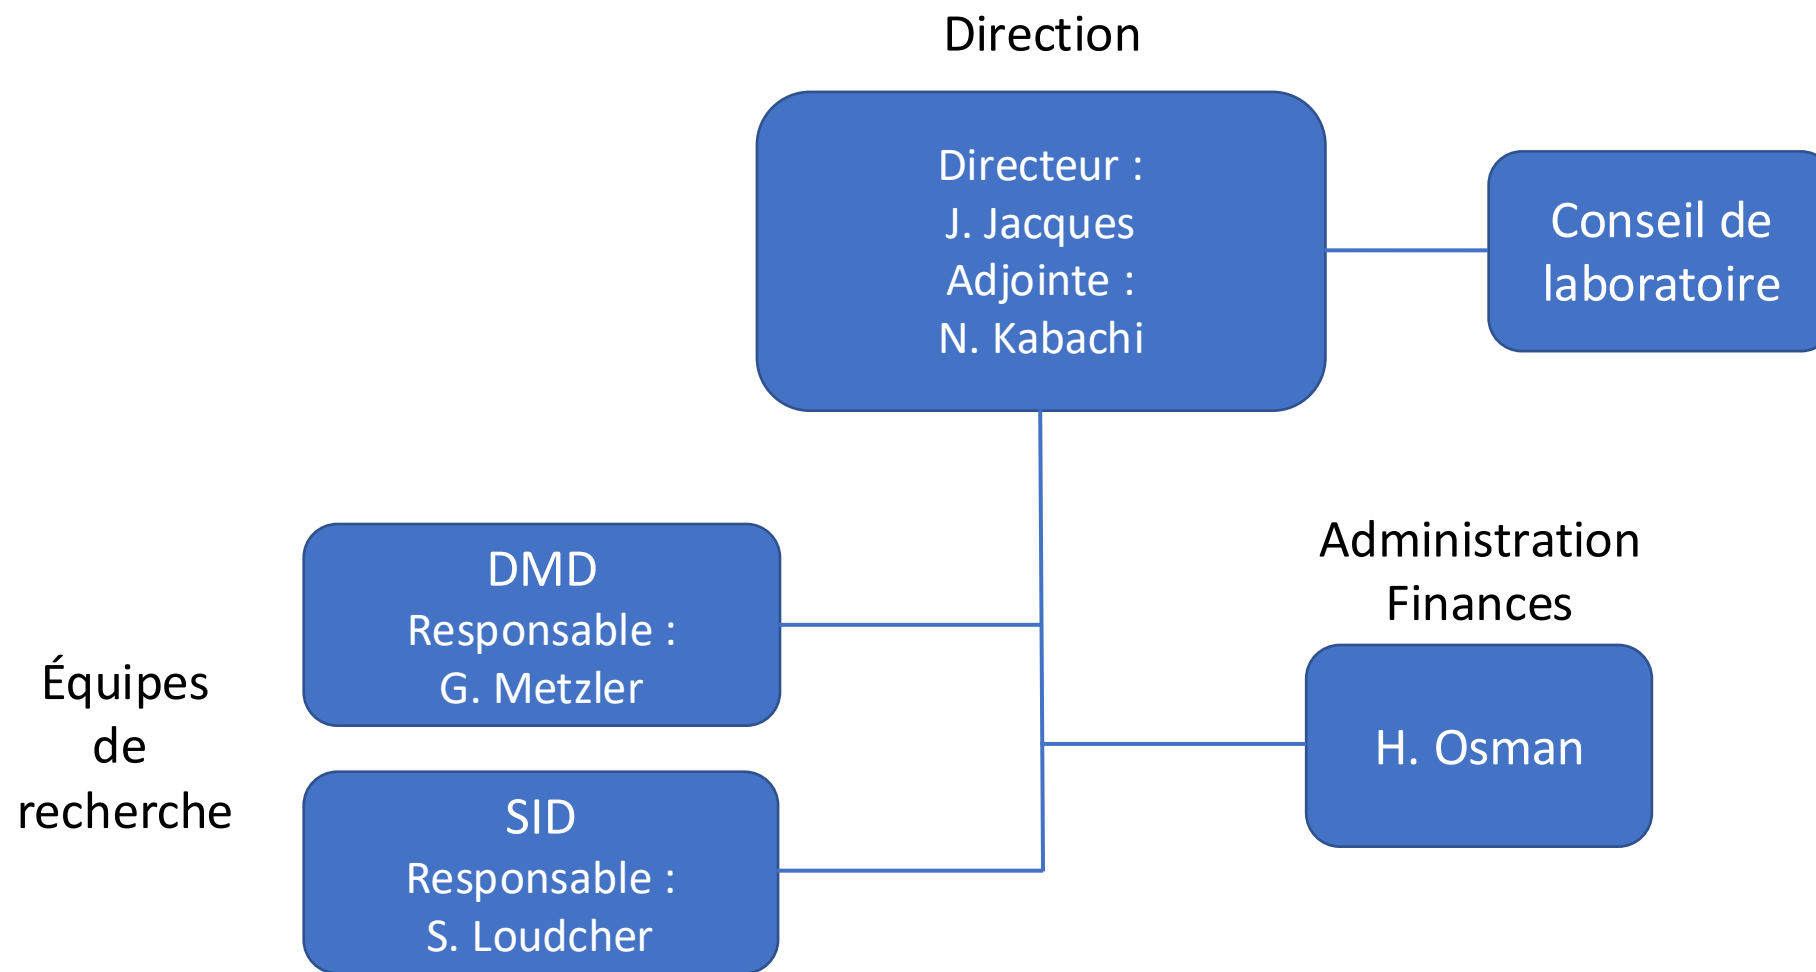 Direction
Directeur :
J. Jacques
Adjointe :
N. Kabachi
Conseil de
laboratoire
Équipes
de
recherche
DMD
Responsable :
G. Metzler
SID
Responsable :
S. Loudcher
Administration
Finances
H. Osman